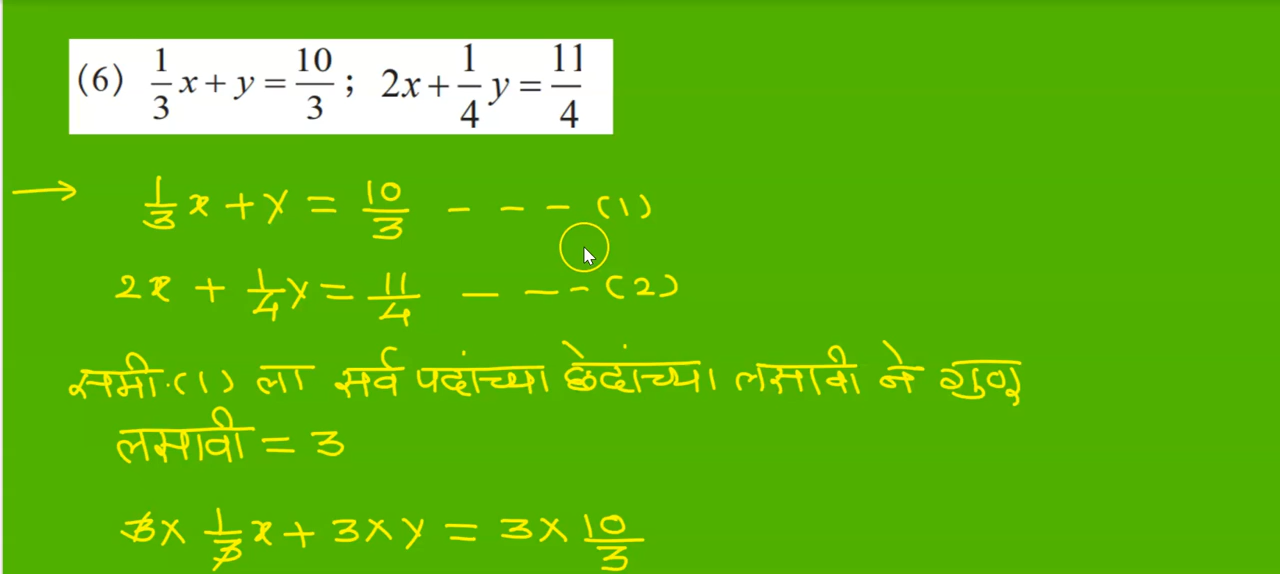 (6) 1/3 x + y = 10/3 ; 2x + 1/4 y = 11/4
1/3 x + y = 10/3 - - - (1)
2x + 1/4 y = 11/4 - - - (2)
समी. (1) ला सर्व पदांच्या छेदांच्या लसावी ने गुणू
लसावी = 3
3 × 1/3 x + 3 × y = 3 × 10/3